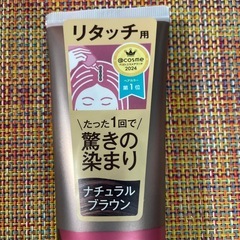 リタッチ用
@cosme
2024
第1位
たった1回で
驚きの
染まり
ナチュラル
ブラウン